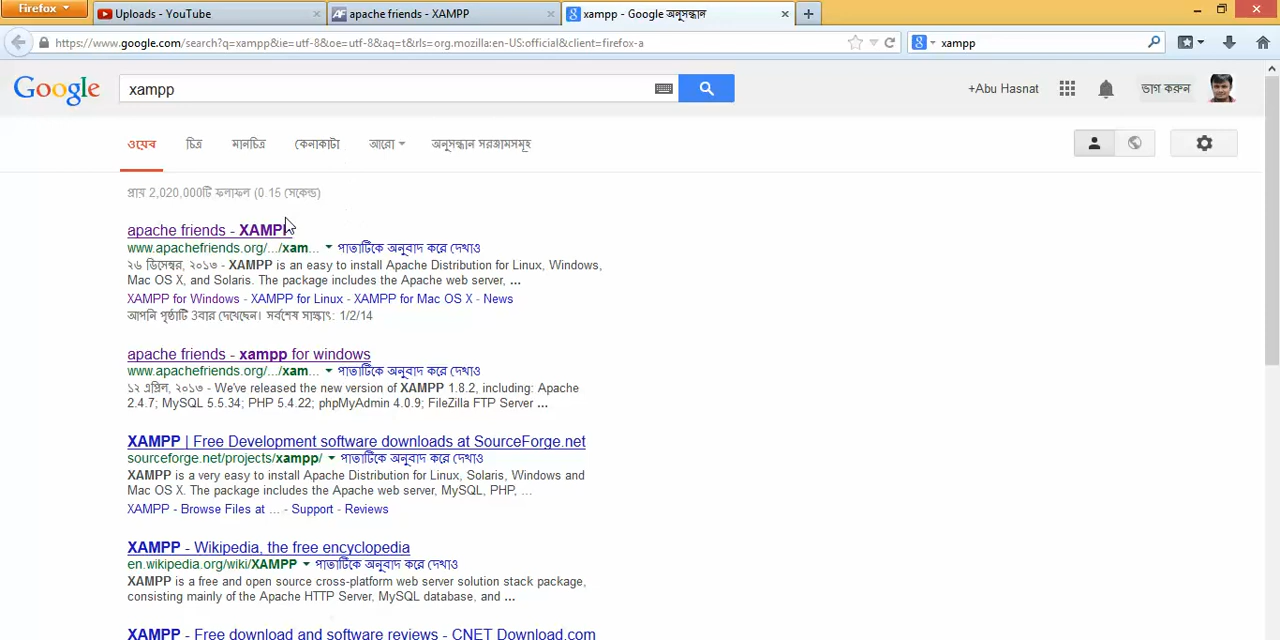 Firefox
Uploads - YouTube
apache friends - XAMPP
xampp - Google অনুসন্ধান
https://www.google.com/search?q=xampp&ie=utf-8&oe=utf-8&aq=t&rls=org.mozilla:en-US:official&client=firefox-a
xampp
Google
xampp
+Abu Hasnat
ভাগ করুন
ওয়েব চিত্র মানচিত্র কেনাকাটা আরো অনুসন্ধান সরঞ্জামসমূহ
প্রায় 2,020,000টি ফলাফল (0.15 সেকেন্ড)
apache friends - XAMPP
www.apachefriends.org/.../xam... পাতাটিকে অনুবাদ করে দেখাও
২৬ ডিসেম্বর, ২০১৩ - XAMPP is an easy to install Apache Distribution for Linux, Windows,
Mac OS X, and Solaris. The package includes the Apache web server, ...
XAMPP for Windows - XAMPP for Linux - XAMPP for Mac OS X - News
আপনি পৃষ্ঠাটি 3বার দেখেছেন। সর্বশেষ সাক্ষাৎ: 1/2/14
apache friends - xampp for windows
www.apachefriends.org/.../xam... পাতাটিকে অনুবাদ করে দেখাও
১২ এপ্রিল, ২০১৩ - We've released the new version of XAMPP 1.8.2, including: Apache
2.4.7; MySQL 5.5.34; PHP 5.4.22; phpMyAdmin 4.0.9; FileZilla FTP Server ...
XAMPP | Free Development software downloads at SourceForge.net
sourceforge.net/projects/xampp/ পাতাটিকে অনুবাদ করে দেখাও
XAMPP is a very easy to install Apache Distribution for Linux, Solaris, Windows and
Mac OS X. The package includes the Apache web server, MySQL, PHP, ...
XAMPP - Browse Files at ... - Support - Reviews
XAMPP - Wikipedia, the free encyclopedia
en.wikipedia.org/wiki/XAMPP পাতাটিকে অনুবাদ করে দেখাও
XAMPP is a free and open source cross-platform web server solution stack package,
consisting mainly of the Apache HTTP Server, MySQL database, and ...
XAMPP - Free download and software reviews - CNET Download.com